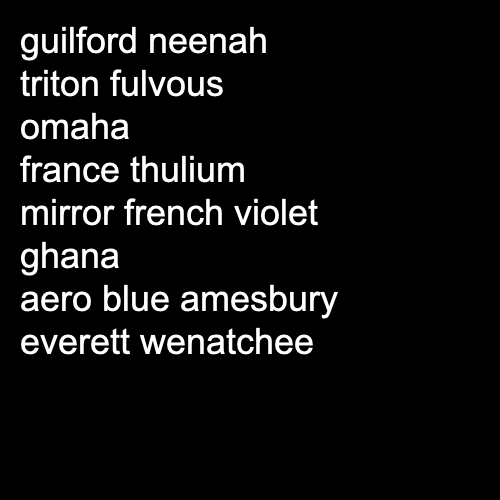 guilford neenah
triton fulvous
omaha
france thulium
mirror french violet
ghana
aero blue amesbury
everett wenatchee